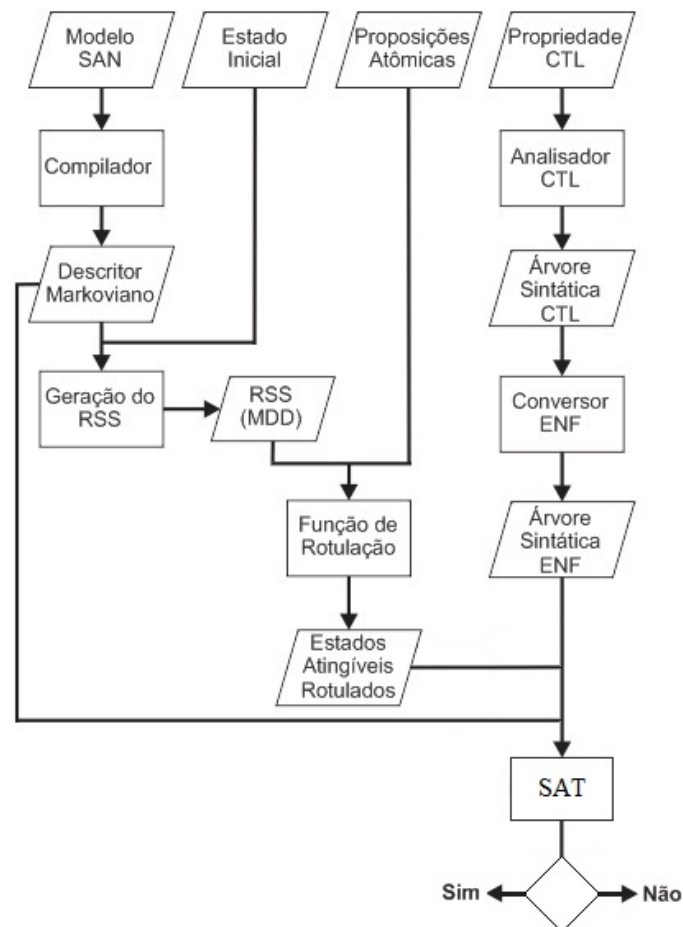 Modelo
SAN
Estado
Inicial
Proposições
Atômicas
Propriedade
CTL
Compilador
Analisador
CTL
Descritor
Markoviano
Árvore
Sintática
CTL
Geração do
RSS
RSS
(MDD)
Conversor
ENF
Função de
Rotulação
Árvore
Sintática
ENF
Estados
Atingíveis
Rotulados
SAT
Sim
Não